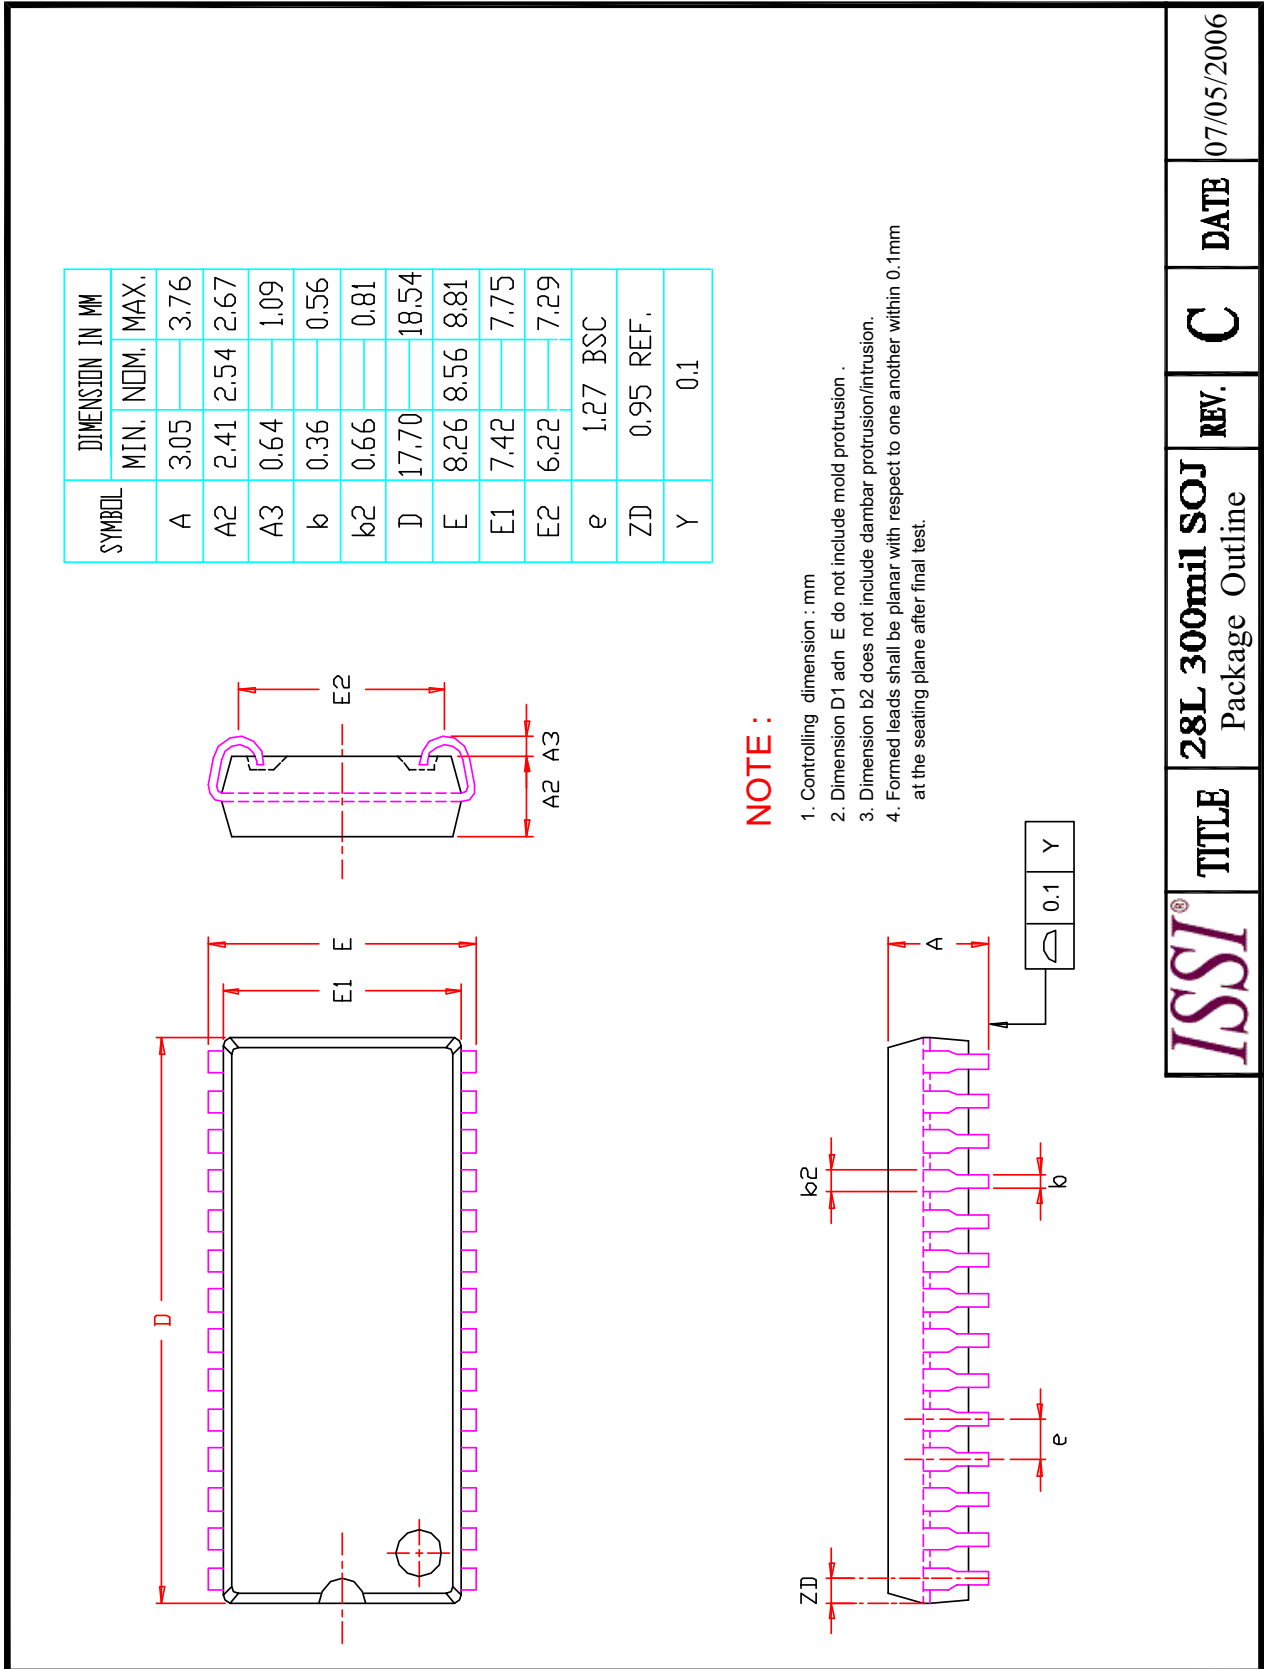 D
E
E1
E2
A2 A3
SYMBOL DIMENSION IN MM
MIN. NOM. MAX.
A 3.05 3.76
A2 2.41 2.54 2.67
A3 0.64 1.09
b 0.36 0.56
b2 0.66 0.81
D 17.70 18.54
E 8.26 8.56 8.81
E1 7.42 7.75
E2 6.22 7.29
e 1.27 BSC
ZD 0.95 REF.
Y 0.1
ZD
b2
A
e
b
0.1 Y
NOTE :
1. Controlling dimension : mm
2. Dimension D1 adn E do not include mold protrusion .
3. Dimension b2 does not include dambar protrusion/intrusion.
4. Formed leads shall be planar with respect to one another within 0.1mm
at the seating plane after final test.
ISSI®
TITLE
28L 300mil SOJ
Package Outline
REV.
C
DATE
07/05/2006